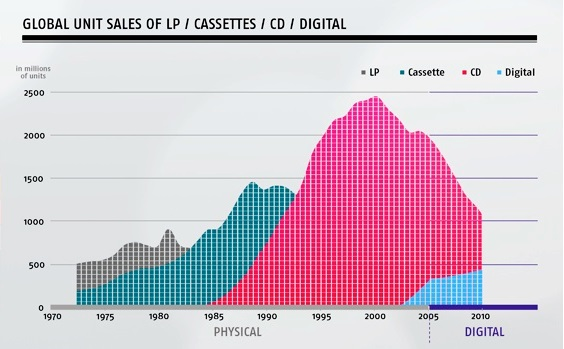 GLOBAL UNIT SALES OF LP / CASSETTES / CD / DIGITAL
in millions
of units
LP Cassette CD Digital
2500
2000
1500
1000
500
0
1970 1975 1980 1985 1990 1995 2000 2005 2010
PHYSICAL DIGITAL